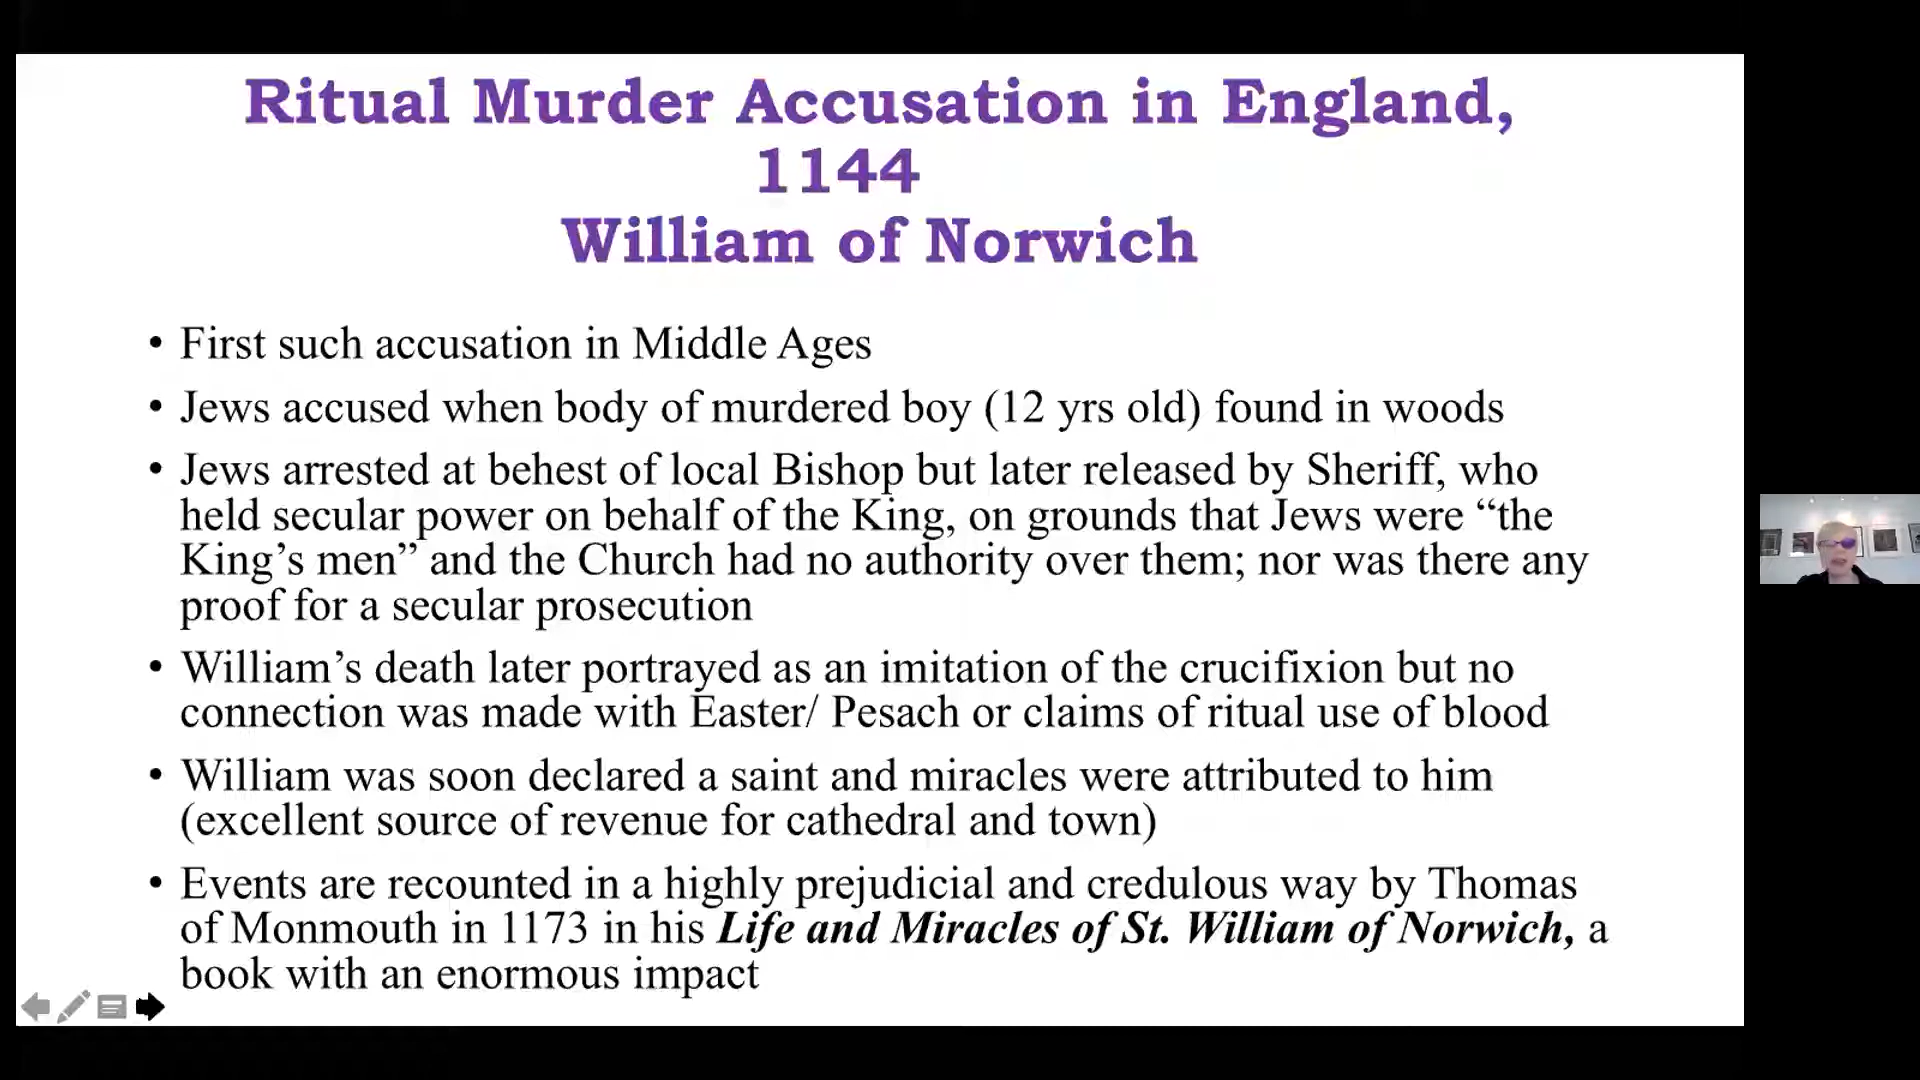 Ritual Murder Accusation in England,
1144
William of Norwich
• First such accusation in Middle Ages
• Jews accused when body of murdered boy (12 yrs old) found in woods
• Jews arrested at behest of local Bishop but later released by Sheriff, who
held secular power on behalf of the King, on grounds that Jews were “the
King’s men” and the Church had no authority over them; nor was there any
proof for a secular prosecution
• William’s death later portrayed as an imitation of the crucifixion but no
connection was made with Easter/ Pesach or claims of ritual use of blood
• William was soon declared a saint and miracles were attributed to him
(excellent source of revenue for cathedral and town)
• Events are recounted in a highly prejudicial and credulous way by Thomas
of Monmouth in 1173 in his Life and Miracles of St. William of Norwich, a
book with an enormous impact